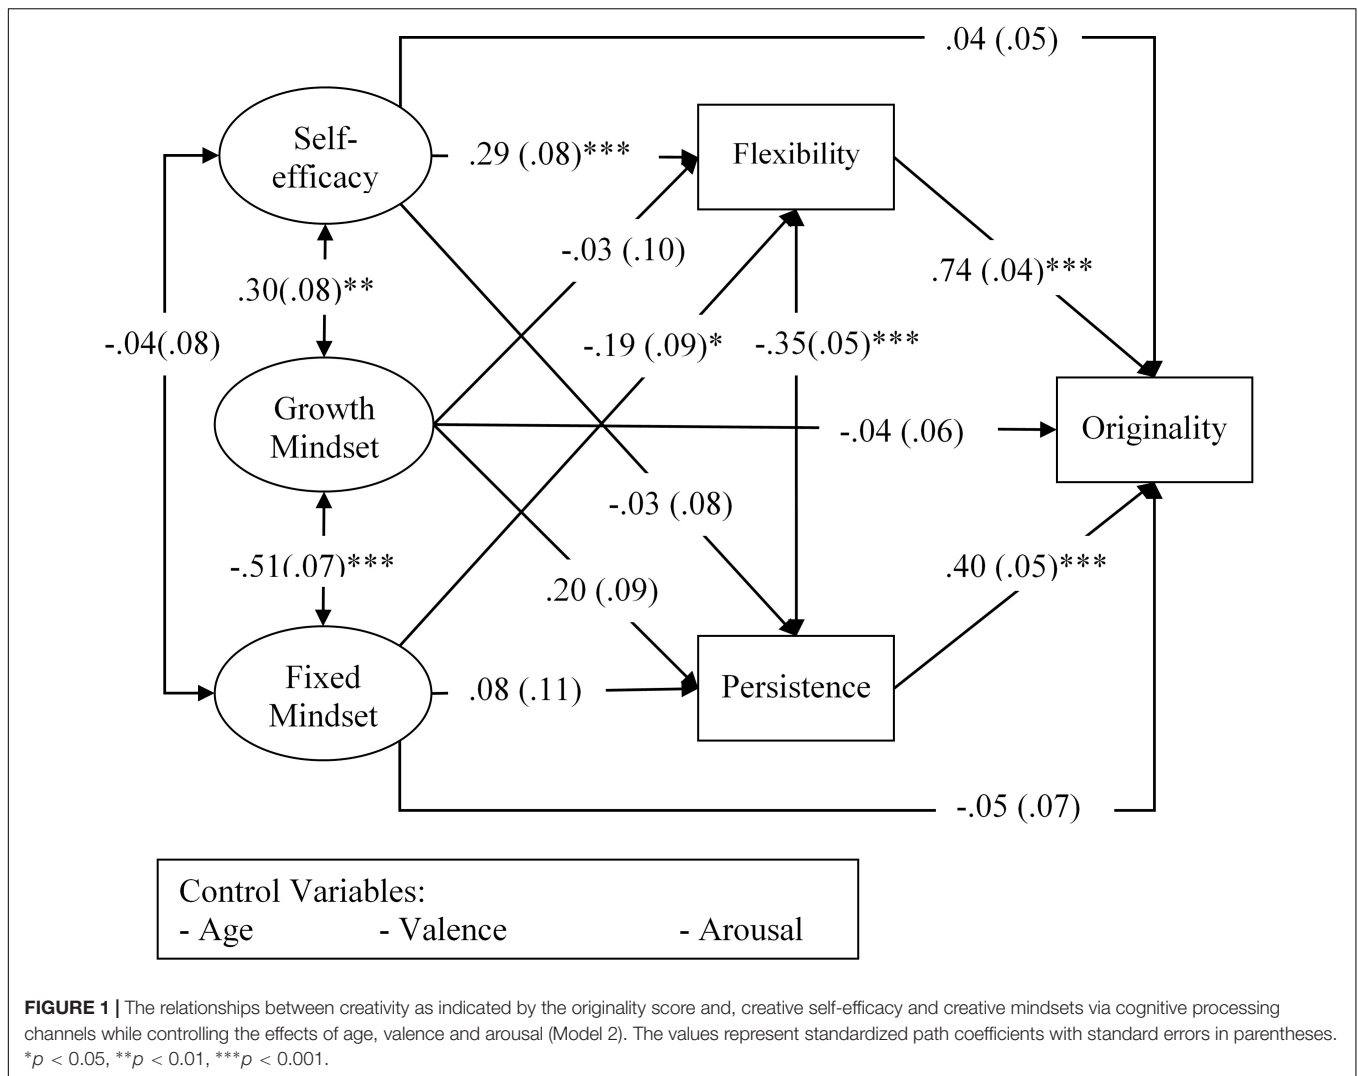 .04 (.05)
Self-
efficacy
.29 (.08)***
Flexibility
-.03 (.10)
.74 (.04)***
.30(.08)**
-.04(.08)
-.19 (.09)*
-.35(.05)***
Growth
Mindset
-.04 (.06)
Originality
-.03 (.08)
-.51(.07)***
.20 (.09)
.40 (.05)***
Fixed
Mindset
.08 (.11)
Persistence
-.05 (.07)
Control Variables:
- Age - Valence - Arousal
FIGURE 1 | The relationships between creativity as indicated by the originality score and, creative self-efficacy and creative mindsets via cognitive processing
channels while controlling the effects of age, valence and arousal (Model 2). The values represent standardized path coefficients with standard errors in parentheses.
*p < 0.05, **p < 0.01, ***p < 0.001.